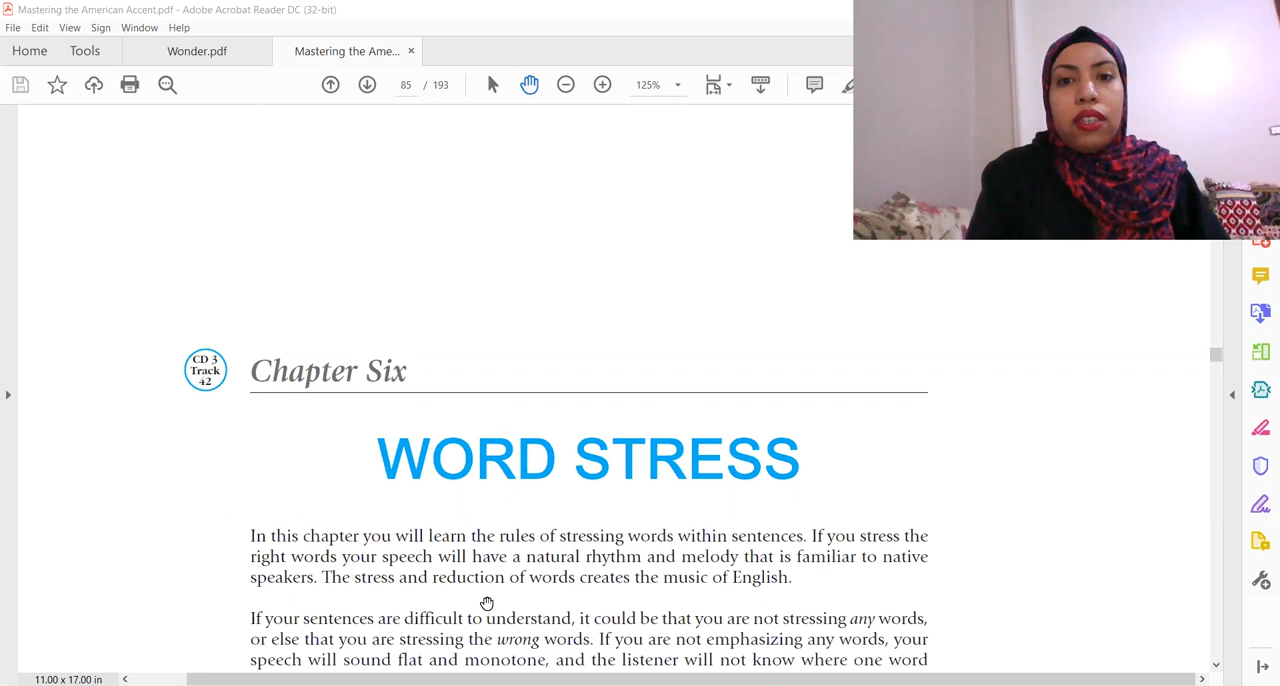 Mastering the American Accent.pdf - Adobe Acrobat Reader DC (32-bit)
File Edit View Sign Window Help
Home Tools Wonder.pdf Mastering the Ame... ×
85 / 193 125%
CD 3
Track
42
Chapter Six
WORD STRESS
In this chapter you will learn the rules of stressing words within sentences. If you stress the
right words your speech will have a natural rhythm and melody that is familiar to native
speakers. The stress and reduction of words creates the music of English.
If your sentences are difficult to understand, it could be that you are not stressing any words,
or else that you are stressing the wrong words. If you are not emphasizing any words, your
speech will sound flat and monotone, and the listener will not know where one word
11.00 x 17.00 in